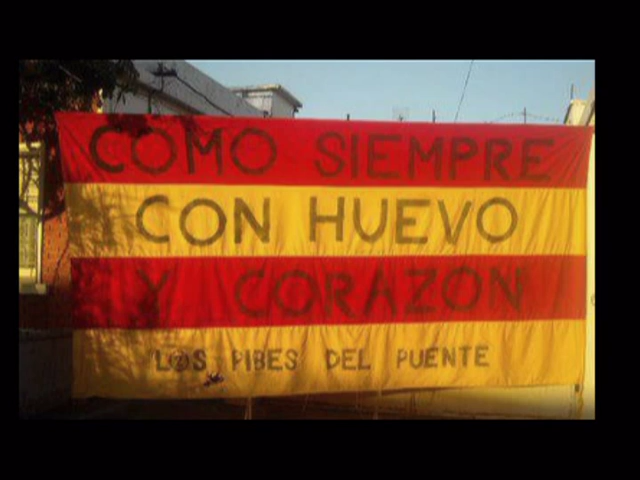 COMO SIEMPRE
CON HUEVO
Y CORAZON
LOS PIBES DEL PUENTE